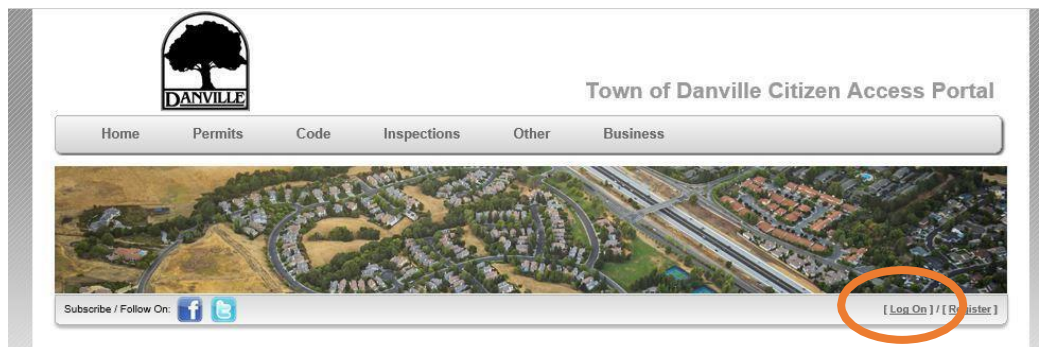 DANVILLE
Town of Danville Citizen Access Portal
Home Permits Code Inspections Other Business
Subscribe / Follow On: f t [ Log On ] / [ Register ]